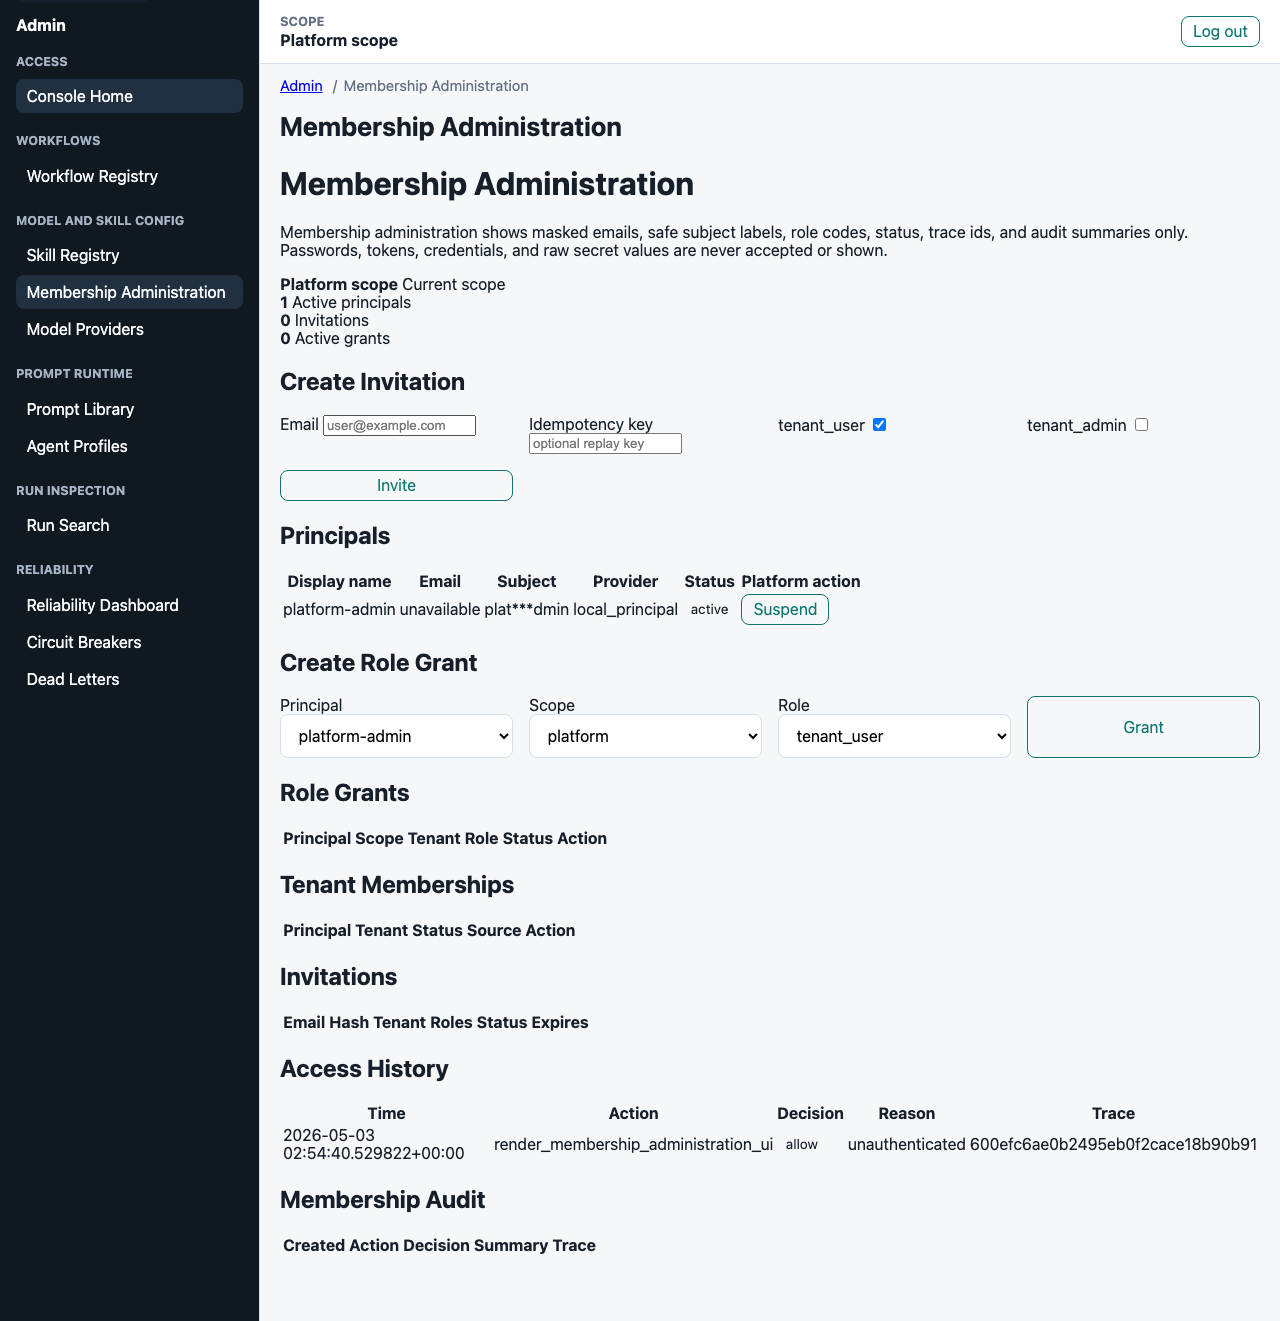 Admin
ACCESS
Console Home
WORKFLOWS
Workflow Registry
MODEL AND SKILL CONFIG
Skill Registry
Membership Administration
Model Providers
PROMPT RUNTIME
Prompt Library
Agent Profiles
RUN INSPECTION
Run Search
RELIABILITY
Reliability Dashboard
Circuit Breakers
Dead Letters
SCOPE
Platform scope
Log out
Admin / Membership Administration
Membership Administration
Membership Administration
Membership administration shows masked emails, safe subject labels, role codes, status, trace ids, and audit summaries only.
Passwords, tokens, credentials, and raw secret values are never accepted or shown.
Platform scope Current scope
1 Active principals
0 Invitations
0 Active grants
Create Invitation
Email user@example.com
Idempotency key
optional replay key
tenant_user
tenant_admin
Invite
Principals
Display name Email Subject Provider Status Platform action
platform-admin unavailable plat***dmin local_principal active Suspend
Create Role Grant
Principal Scope Role
platform-admin platform tenant_user Grant
Role Grants
Principal Scope Tenant Role Status Action
Tenant Memberships
Principal Tenant Status Source Action
Invitations
Email Hash Tenant Roles Status Expires
Access History
Time Action Decision Reason Trace
2026-05-03
02:54:40.529822+00:00 render_membership_administration_ui allow unauthenticated 600efc6ae0b2495eb0f2cace18b90b91
Membership Audit
Created Action Decision Summary Trace